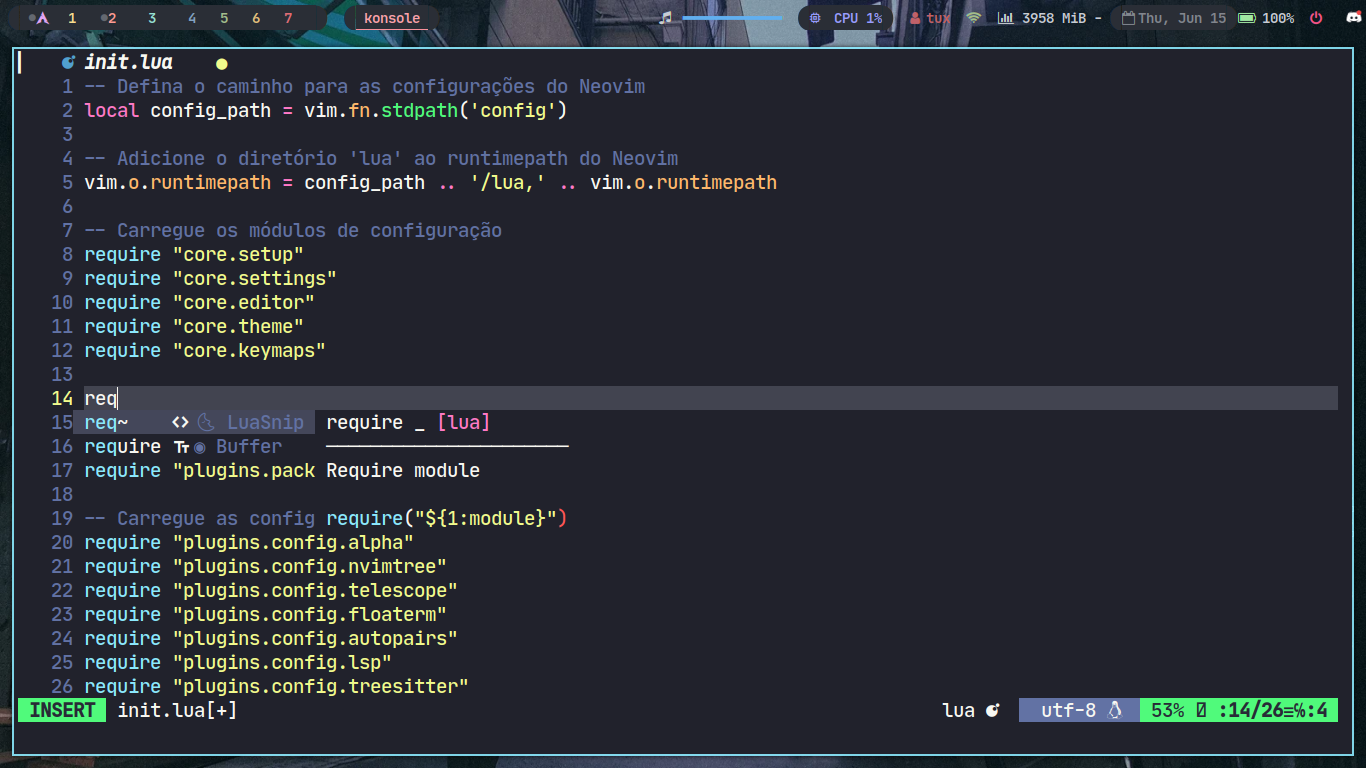 1 2 3 4 5 6 7 konsole CPU 1% tux 3958 MiB - Thu, Jun 15 100%
init.lua
1 -- Defina o caminho para as configurações do Neovim
2 local config_path = vim.fn.stdpath('config')
3
4 -- Adicione o diretório 'lua' ao runtimepath do Neovim
5 vim.o.runtimepath = config_path .. '/lua,' .. vim.o.runtimepath
6
7 -- Carregue os módulos de configuração
8 require "core.setup"
9 require "core.settings"
10 require "core.editor"
11 require "core.theme"
12 require "core.keymaps"
13
14 req
15 req~ <> LuaSnip require _ [lua]
16 require Tт Buffer ──────────────────────
17 require "plugins.pack Require module
18
19 -- Carregue as config require("${1:module}")
20 require "plugins.config.alpha"
21 require "plugins.config.nvimtree"
22 require "plugins.config.telescope"
23 require "plugins.config.floaterm"
24 require "plugins.config.autopairs"
25 require "plugins.config.lsp"
26 require "plugins.config.treesitter"
INSERT init.lua[+] lua utf-8 53% :14/26≡%:4